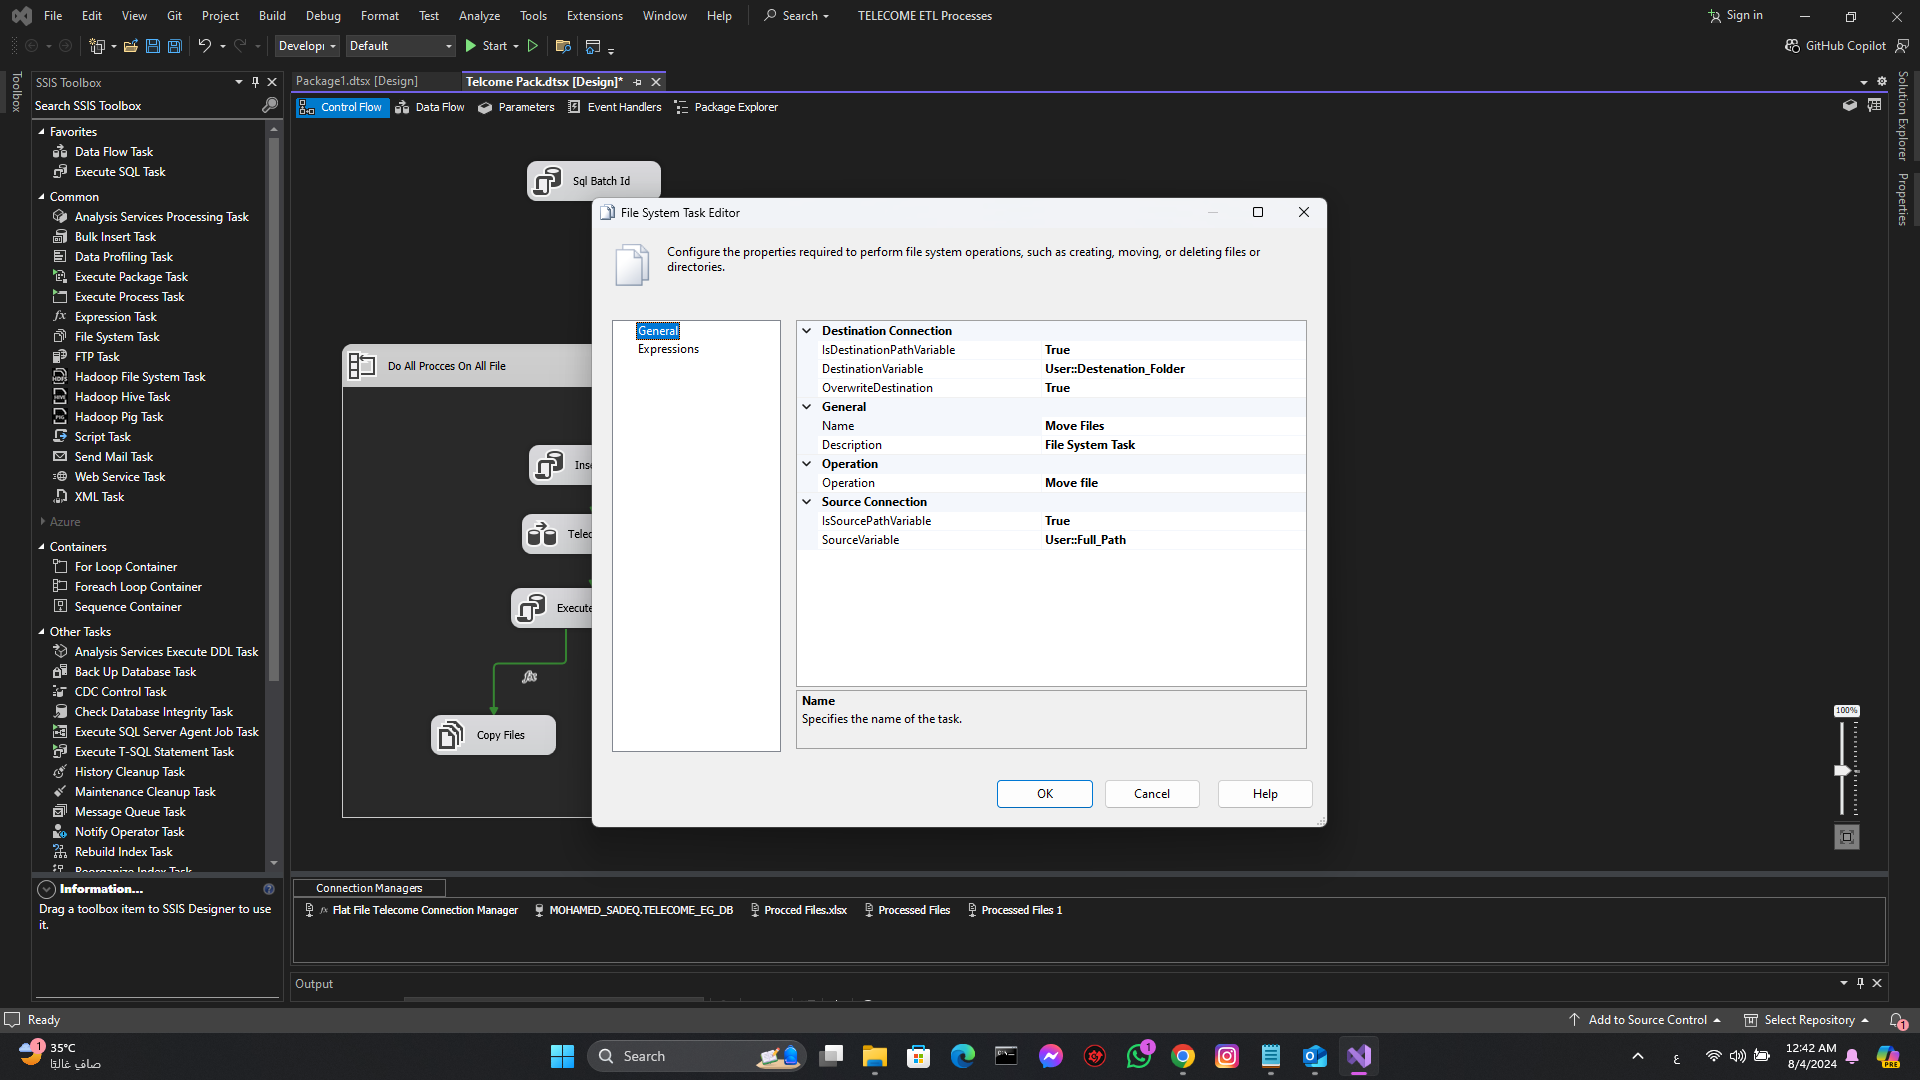 File Edit View Git Project Build Debug Format Test Analyze Tools Extensions Window Help Search TELECOME ETL Processes Sign in
Develop Default Start GitHub Copilot
Toolbox
SSIS Toolbox
Search SSIS Toolbox
Favorites
Data Flow Task
Execute SQL Task
Common
Analysis Services Processing Task
Bulk Insert Task
Data Profiling Task
Execute Package Task
Execute Process Task
Expression Task
File System Task
FTP Task
Hadoop File System Task
Hadoop Hive Task
Hadoop Pig Task
Script Task
Send Mail Task
Web Service Task
XML Task
Azure
Containers
For Loop Container
Foreach Loop Container
Sequence Container
Other Tasks
Analysis Services Execute DDL Task
Back Up Database Task
CDC Control Task
Check Database Integrity Task
Execute SQL Server Agent Job Task
Execute T-SQL Statement Task
History Cleanup Task
Maintenance Cleanup Task
Message Queue Task
Notify Operator Task
Rebuild Index Task
Reorganize Index Task
Information...
Drag a toolbox item to SSIS Designer to use
it.
Package1.dtsx [Design] Telcome Pack.dtsx [Design]*
Control Flow Data Flow Parameters Event Handlers Package Explorer
Sql Batch Id
Do All Procces On All File
Inse
Telec
Execute
fx
Copy Files
File System Task Editor
Configure the properties required to perform file system operations, such as creating, moving, or deleting files or
directories.
General
Expressions
Destination Connection
IsDestinationPathVariable True
DestinationVariable User::Destenation_Folder
OverwriteDestination True
General
Name Move Files
Description File System Task
Operation
Operation Move file
Source Connection
IsSourcePathVariable True
SourceVariable User::Full_Path
Name
Specifies the name of the task.
OK Cancel Help
100%
Solution Explorer
Properties
Connection Managers
Flat File Telecome Connection Manager MOHAMED_SADEQ.TELECOME_EG_DB Procced Files.xlsx Processed Files Processed Files 1
Output
Ready Add to Source Control Select Repository 1
1 35°C
صافٍ غالبًا
Search
1
ع
12:42 AM
8/4/2024
PRE